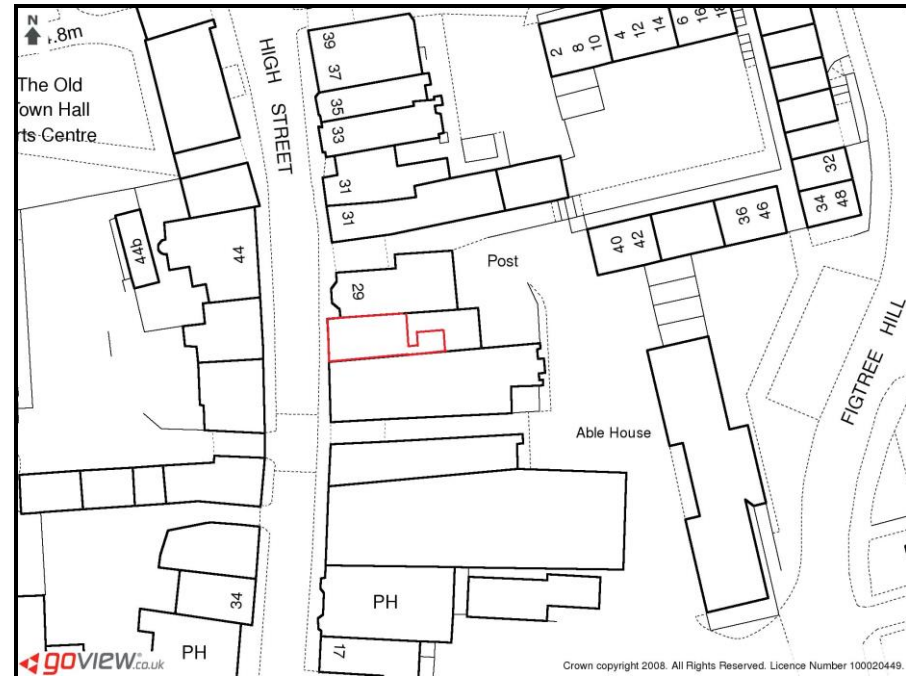 N
.8m
The Old
Town Hall
rts Centre
HIGH STREET
39
37
35
33
31
31
29
44b
44
34
PH
PH
17
2
8
10
4
12
14
6
16
18
32
34
48
36
46
40
42
Post
Able House
FIGTREE HILL
goview.co.uk
Crown copyright 2008. All Rights Reserved. Licence Number 100020449.